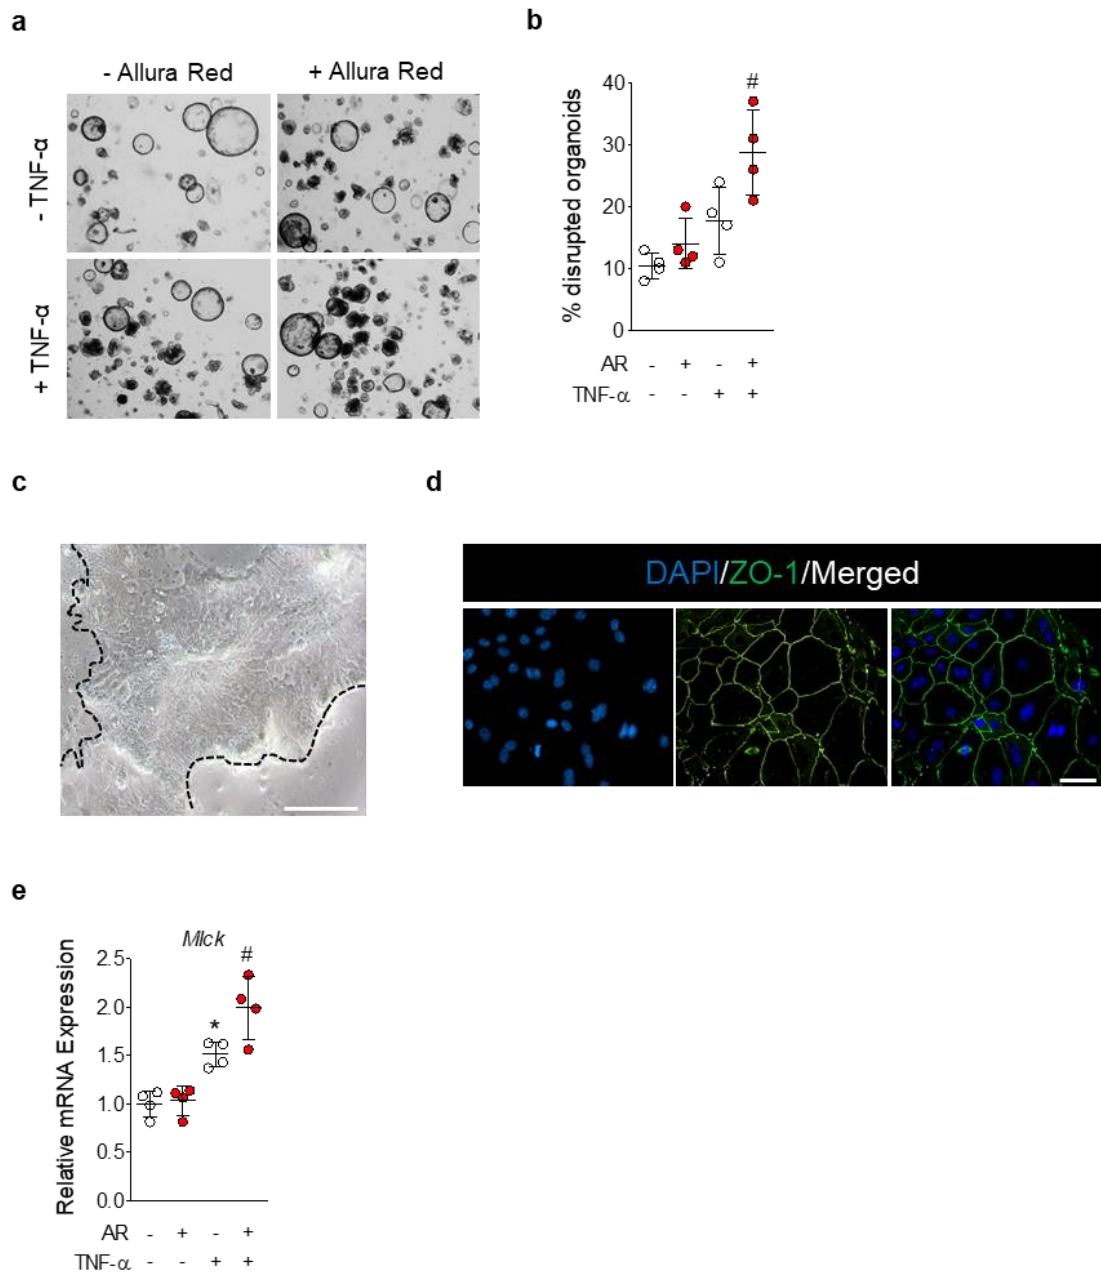 a
- Allura Red
+ Allura Red
- TNF-α
+ TNF-α
b
#
40
30
20
10
0
% disrupted organoids
AR - + - +
TNF-α - - + +
c
d
DAPI/ZO-1/Merged
e
Mlck
#
*
2.5
2.0
1.5
1.0
0.5
0.0
Relative mRNA Expression
AR - + - +
TNF-α - - + +